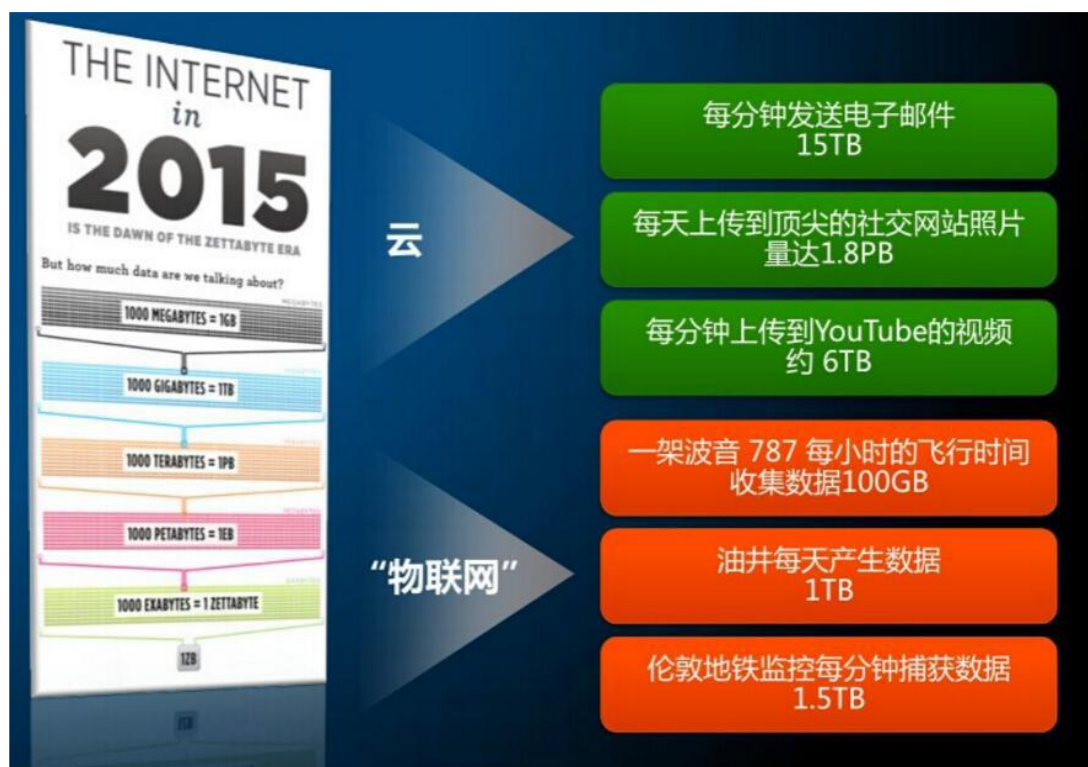 THE INTERNET
in
2015
IS THE DAWN OF THE ZETTABYTE ERA
But how much data are we talking about?
MEGABYTES
1000 MEGABYTES = 1GB
1000 GIGABYTES = 1TB
1000 TERABYTES = 1PB
1000 PETABYTES = 1EB
1000 EXABYTES = 1 ZETTABYTE
1ZB
云
每分钟发送电子邮件
15TB
每天上传到顶尖的社交网站照片
量达1.8PB
每分钟上传到YouTube的视频
约 6TB
“物联网”
一架波音 787 每小时的飞行时间
收集数据100GB
油井每天产生数据
1TB
伦敦地铁监控每分钟捕获数据
1.5TB